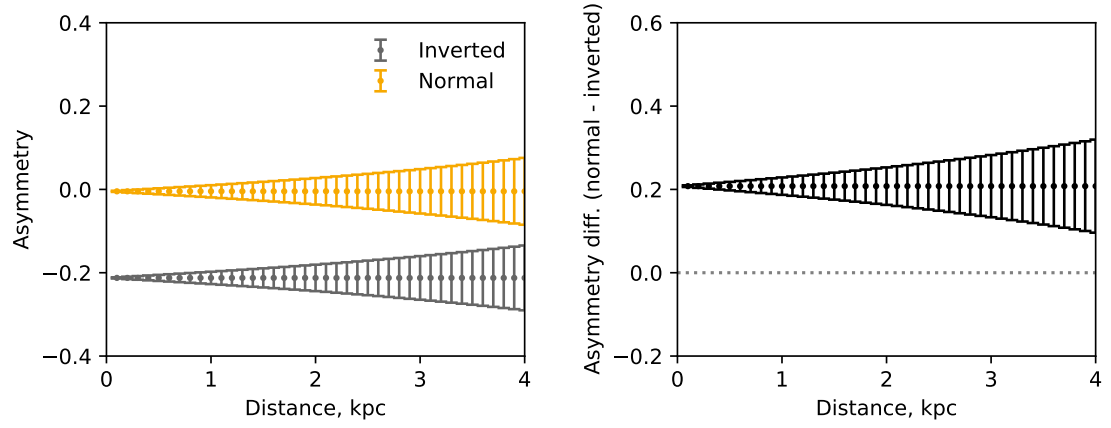 0.4
0.2
0.0
−0.2
−0.4
Asymmetry
Inverted
Normal
0 1 2 3 4
Distance, kpc
0.6
0.4
0.2
0.0
−0.2
Asymmetry diff. (normal - inverted)
0 1 2 3 4
Distance, kpc